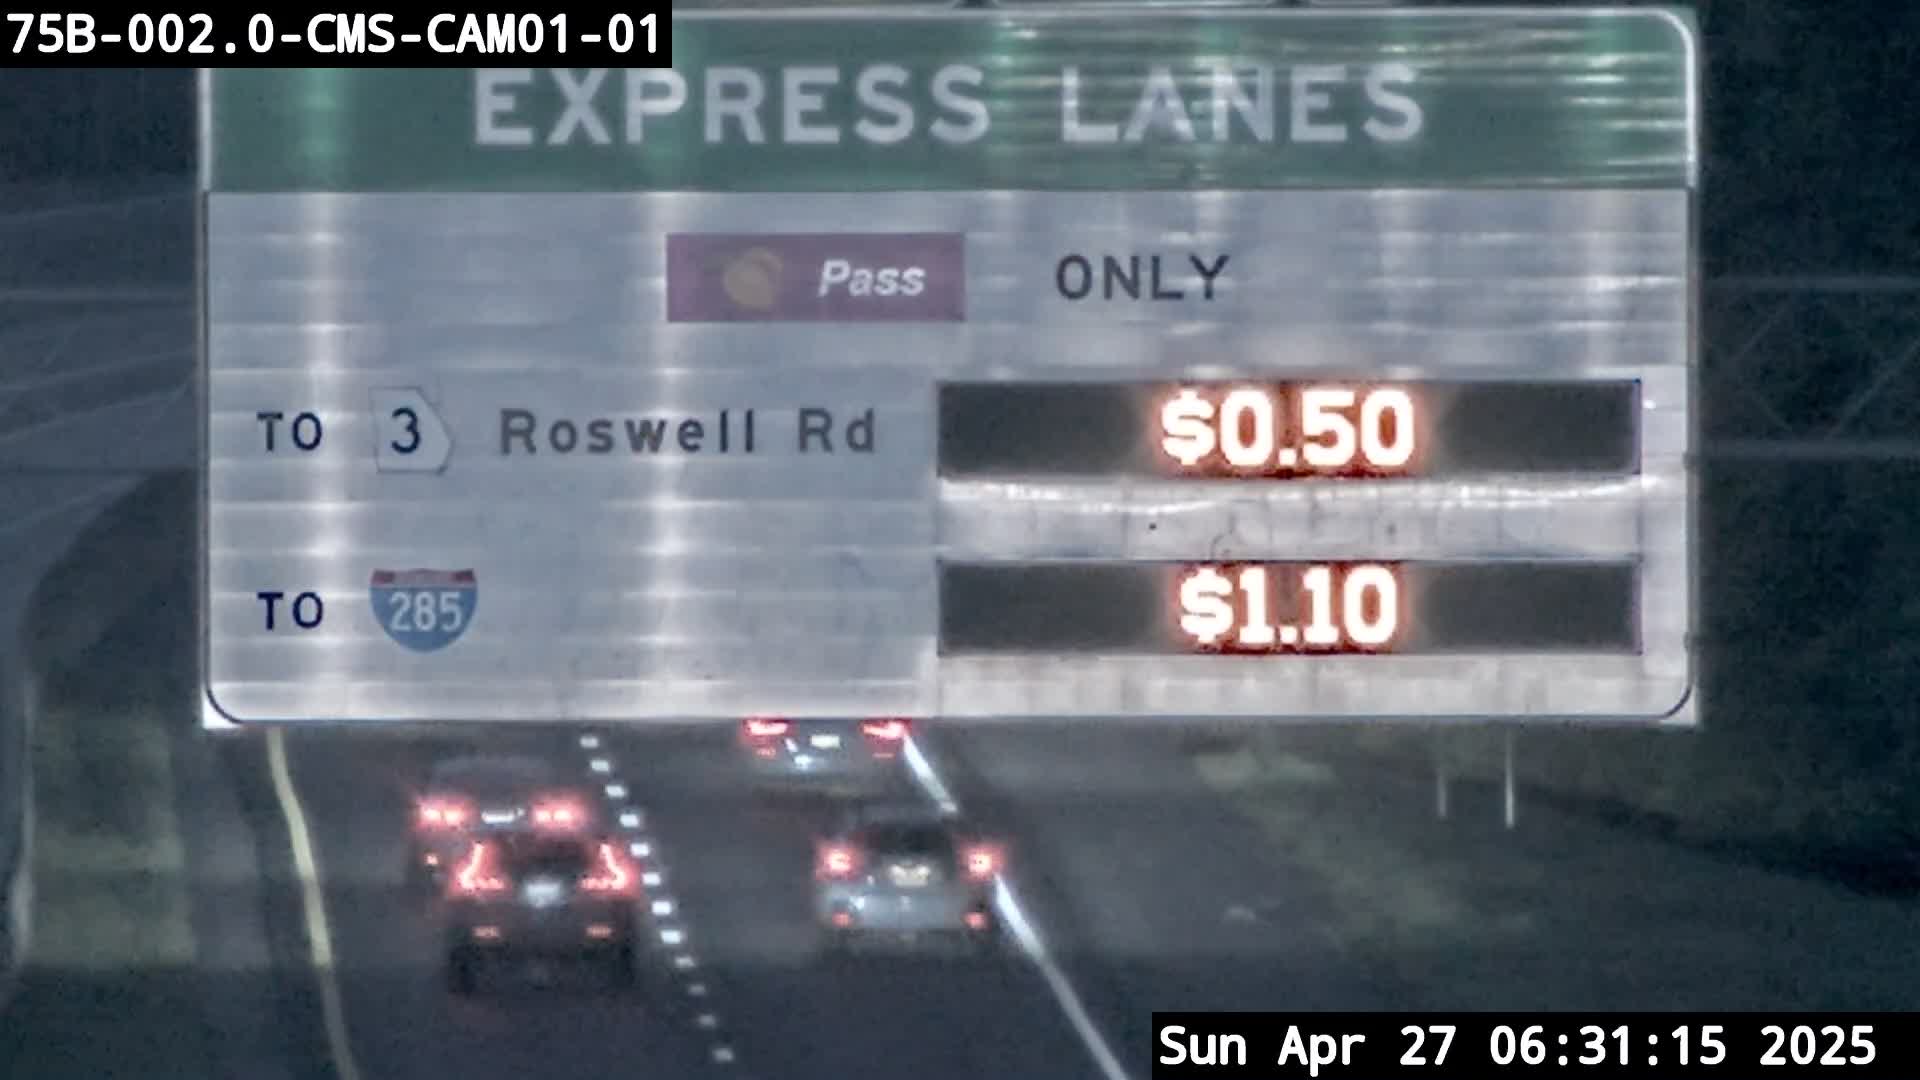 75B-002.0-CMS-CAM01-01
EXPRESS LANES
Pass ONLY
TO 3 Roswell Rd $0.50
TO 285 $1.10
Sun Apr 27 06:31:15 2025